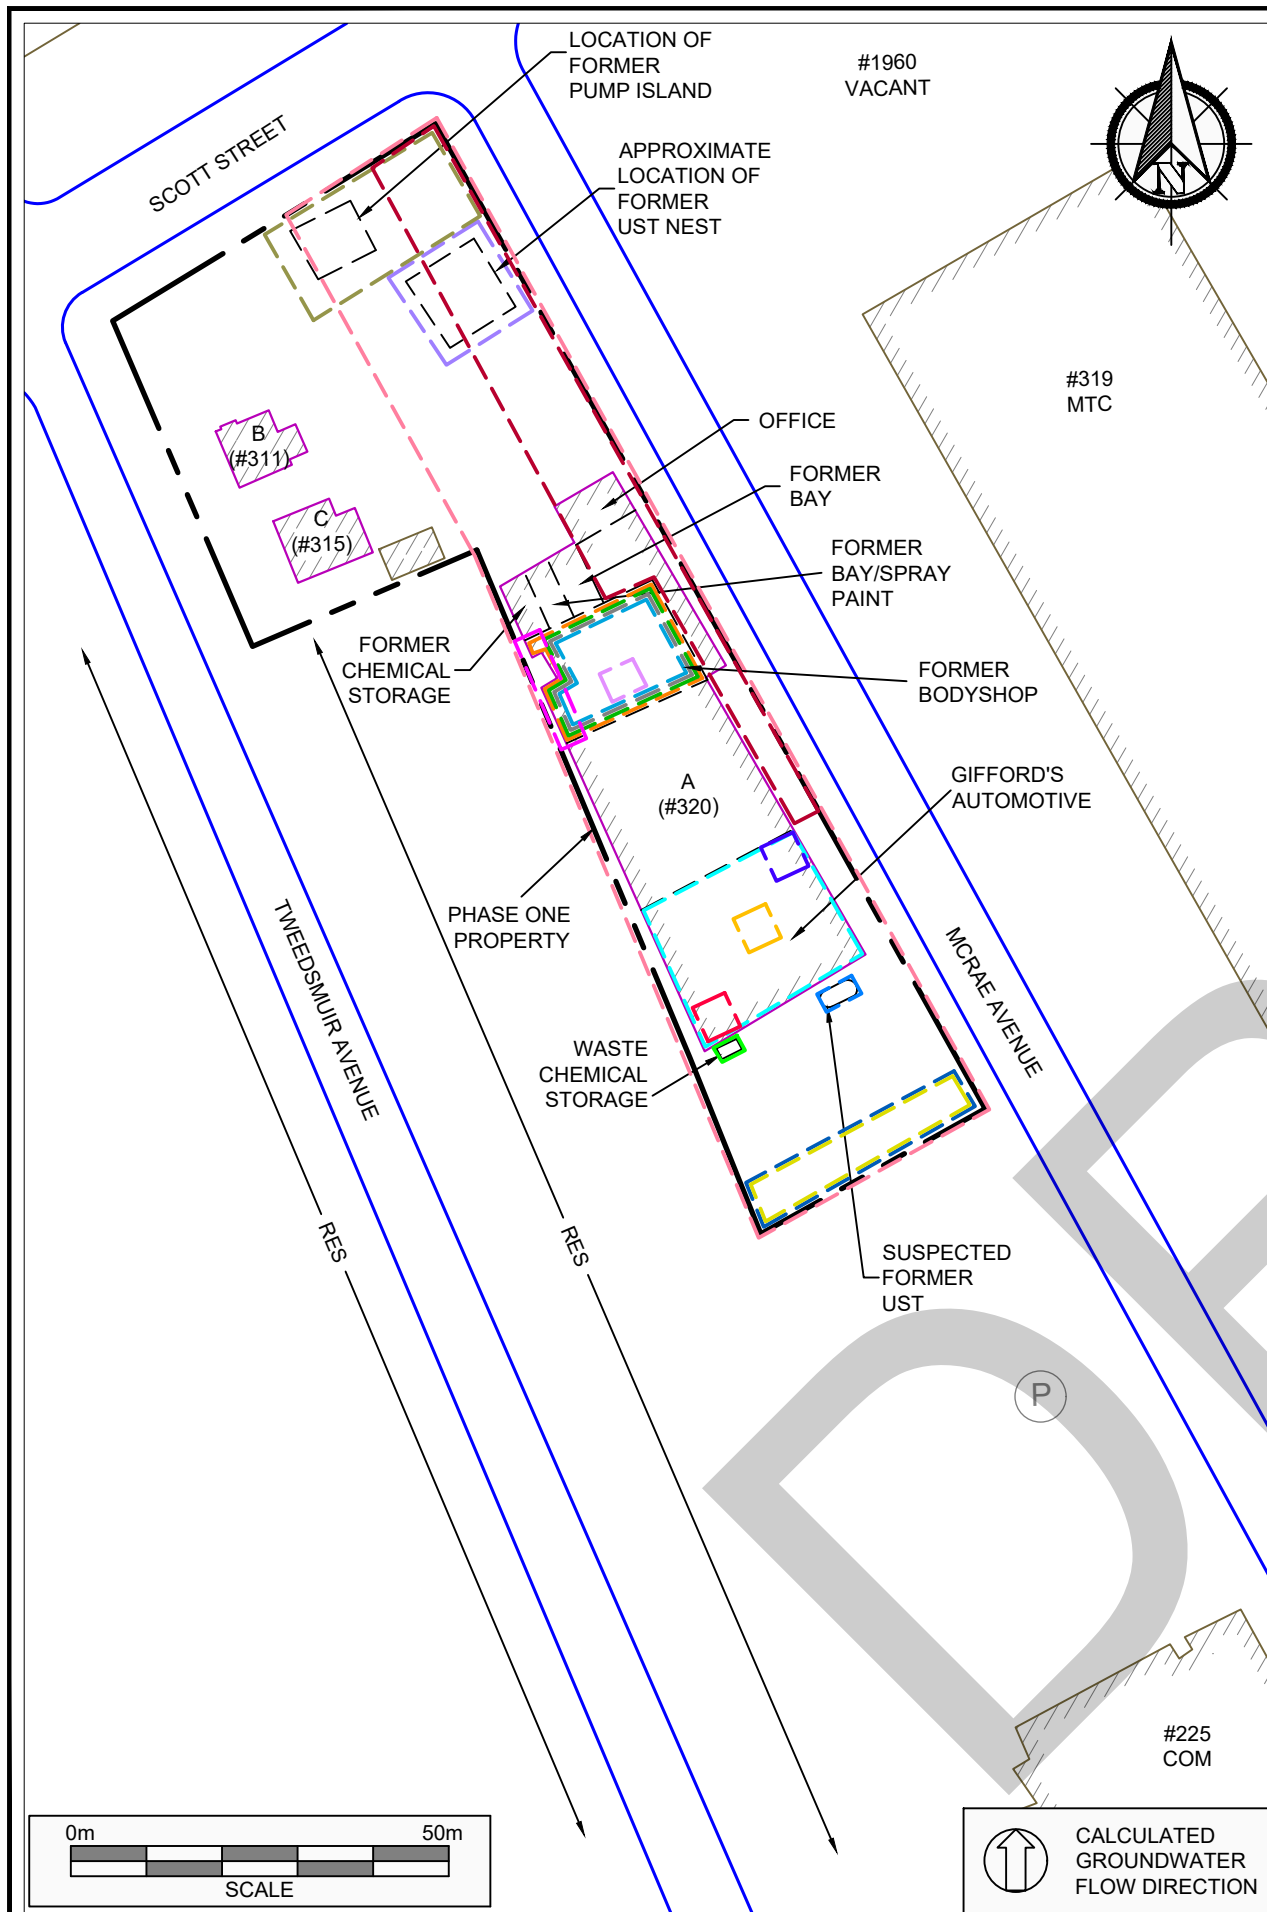 LOCATION OF
FORMER
PUMP ISLAND
#1960
VACANT
N
SCOTT STREET
APPROXIMATE
LOCATION OF
FORMER
UST NEST
#319
MTC
OFFICE
B
(#311)
FORMER
BAY
C
(#315)
FORMER
BAY/SPRAY
PAINT
FORMER
CHEMICAL
STORAGE
FORMER
BODYSHOP
A
(#320)
GIFFORD'S
AUTOMOTIVE
PHASE ONE
PROPERTY
TWEEDSMUIR AVENUE
MCRAE AVENUE
WASTE
CHEMICAL
STORAGE
RES
RES
SUSPECTED
FORMER
UST
P
#225
COM
0m
50m
SCALE
CALCULATED
GROUNDWATER
FLOW DIRECTION